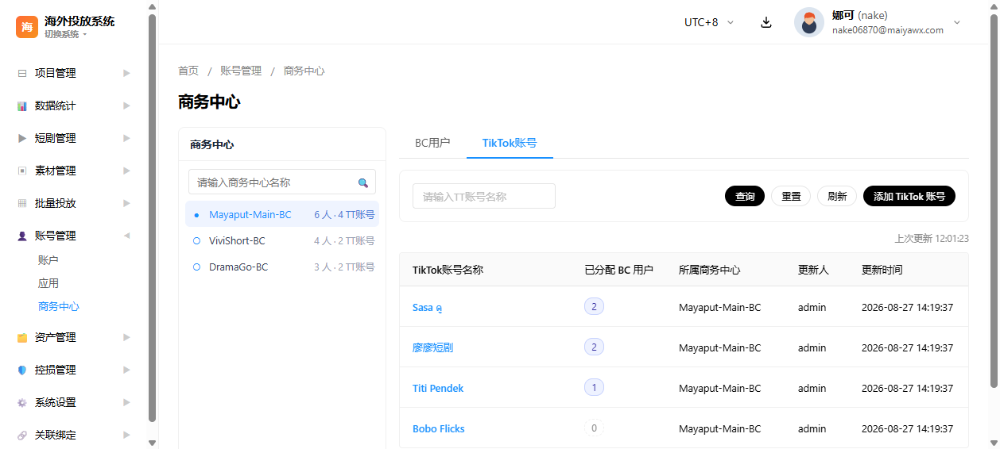 海
海外投放系统
切换系统
UTC+8
娜可 (nake)
nake06870@maiyawx.com
项目管理
数据统计
短剧管理
素材管理
批量投放
账号管理
账户
应用
商务中心
资产管理
控损管理
系统设置
关联绑定
首页 / 账号管理 / 商务中心
商务中心
商务中心
请输入商务中心名称
Mayaput-Main-BC 6 人 · 4 TT账号
ViviShort-BC 4 人 · 2 TT账号
DramaGo-BC 3 人 · 2 TT账号
BC用户 TikTok账号
请输入TT账号名称 查询 重置 刷新 添加 TikTok 账号
上次更新 12:01:23
TikTok账号名称 已分配 BC 用户 所属商务中心 更新人 更新时间
Sasa ดู 2 Mayaput-Main-BC admin 2026-08-27 14:19:37
廖廖短剧 2 Mayaput-Main-BC admin 2026-08-27 14:19:37
Titi Pendek 1 Mayaput-Main-BC admin 2026-08-27 14:19:37
Bobo Flicks 0 Mayaput-Main-BC admin 2026-08-27 14:19:37